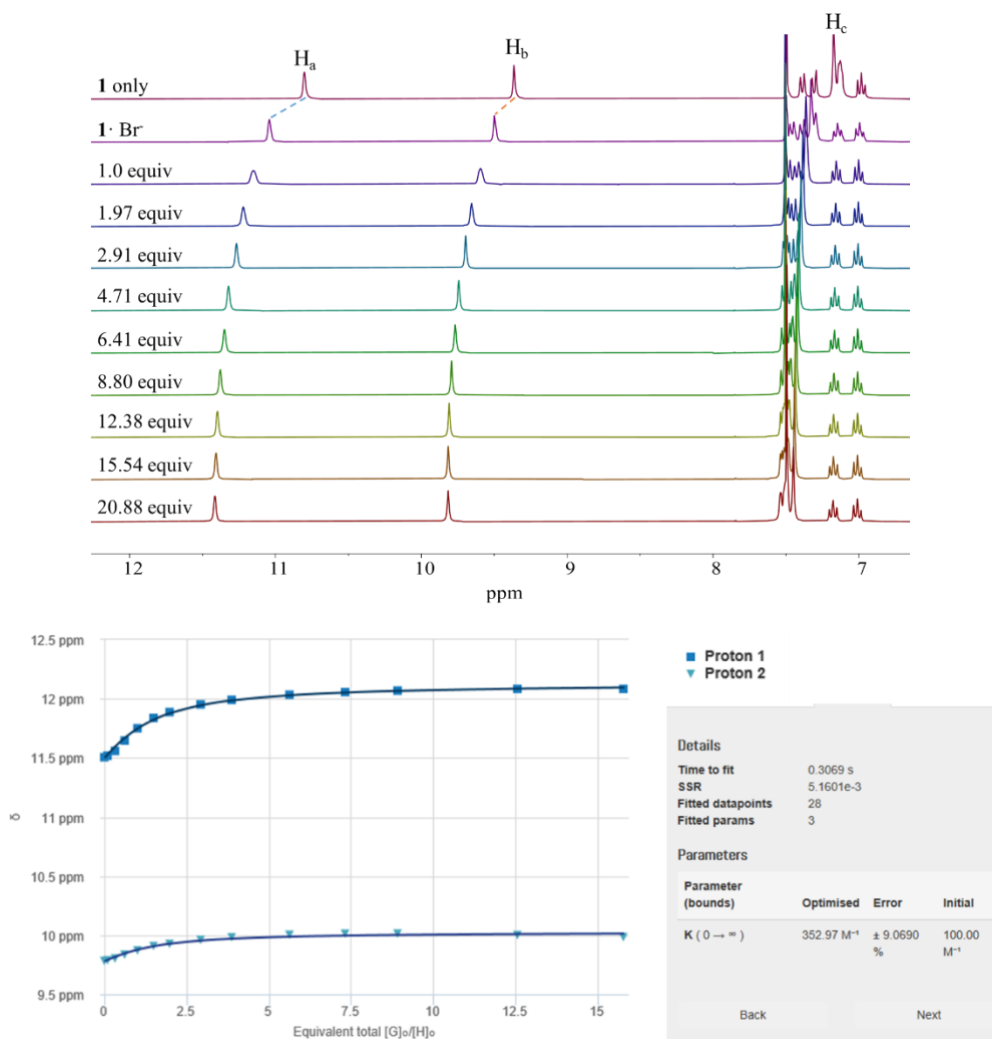 Hₐ
H_b
H_c
1 only
1· Br⁻
1.0 equiv
1.97 equiv
2.91 equiv
4.71 equiv
6.41 equiv
8.80 equiv
12.38 equiv
15.54 equiv
20.88 equiv
12 11 10 9 8 7
ppm
12.5 ppm
12 ppm
11.5 ppm
11 ppm
10.5 ppm
10 ppm
9.5 ppm
δ
0 2.5 5 7.5 10 12.5 15
Equivalent total [G]₀/[H]₀
Proton 1
Proton 2
Details
Time to fit 0.3069 s
SSR 5.1601e-3
Fitted datapoints 28
Fitted params 3
Parameters
Parameter
(bounds) Optimised Error Initial
K ( 0 → ∞ ) 352.97 M⁻¹ ± 9.0690 100.00
% M⁻¹
Back Next